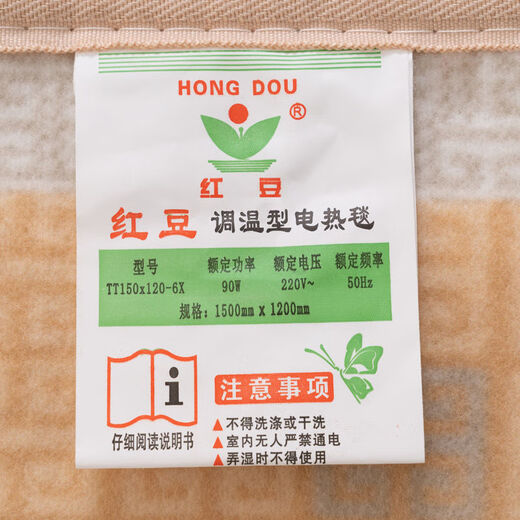 HONG DOU
®
红豆
红豆 调温型电热毯
型号 额定功率 额定电压 额定频率
TT150x120-6X 90W 220V~ 50Hz
规格：1500mm x 1200mm
i
注意事项
▲不得洗涤或干洗
▲室内无人严禁通电
▲弄湿时不得使用
仔细阅读说明书